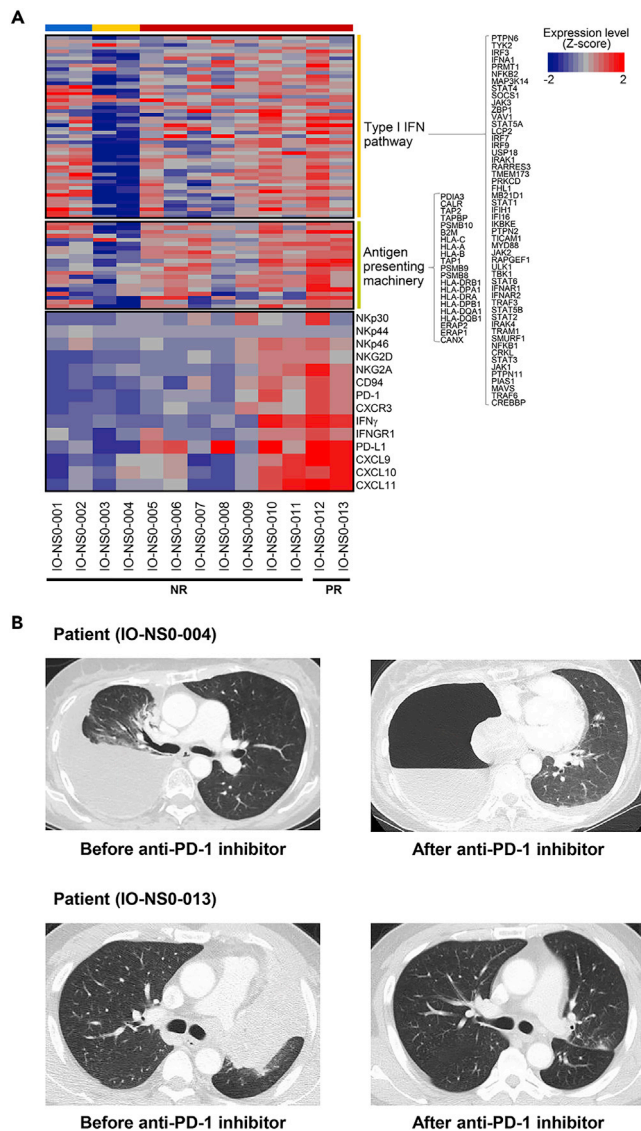 A
Expression level
(Z-score)
-2
2
Type I IFN
pathway
PTPN6
TYK2
IRF3
IFNA1
PRMT1
NFKB2
MAP3K14
STAT4
SOCS1
JAK3
ZBP1
VAV1
STAT5A
LCP2
IRF7
IRF9
USP18
IRAK1
RARRES3
TMEM173
PRKCD
FHL1
MB21D1
STAT1
IFIH1
IFI16
IKBKE
PTPN2
TICAM1
MYD88
JAK2
RAPGEF1
ULK1
TBK1
STAT6
IFNAR1
IFNAR2
TRAF3
STAT5B
STAT2
IRAK4
TRAM1
SMURF1
NFKB1
CRKL
STAT3
JAK1
PTPN11
PIAS1
MAVS
TRAF6
CREBBP
Antigen
presenting
machinery
PDIA3
CALR
TAP2
TAPBP
PSMB10
B2M
HLA-C
HLA-A
HLA-B
TAP1
PSMB9
PSMB8
HLA-DRB1
HLA-DPA1
HLA-DRA
HLA-DPB1
HLA-DQA1
HLA-DQB1
ERAP2
ERAP1
CANX
NKp30
NKp44
NKp46
NKG2D
NKG2A
CD94
PD-1
CXCR3
IFNγ
IFNGR1
PD-L1
CXCL9
CXCL10
CXCL11
IO-NS0-001
IO-NS0-002
IO-NS0-003
IO-NS0-004
IO-NS0-005
IO-NS0-006
IO-NS0-007
IO-NS0-008
IO-NS0-009
IO-NS0-010
IO-NS0-011
IO-NS0-012
IO-NS0-013
NR
PR
B
Patient (IO-NS0-004)
Before anti-PD-1 inhibitor
After anti-PD-1 inhibitor
Patient (IO-NS0-013)
Before anti-PD-1 inhibitor
After anti-PD-1 inhibitor